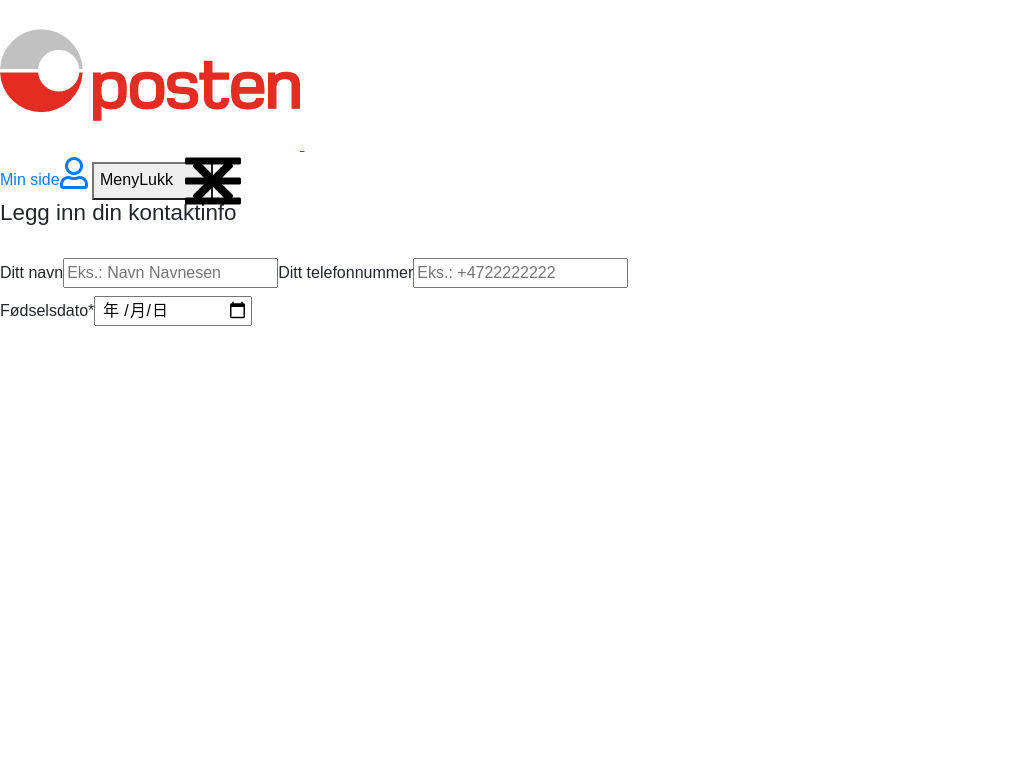 posten
Min side MenyLukk
Legg inn din kontaktinfo
Ditt navn Eks.: Navn Navnesen Ditt telefonnummer Eks.: +4722222222
Fødselsdato* 年 /月/日